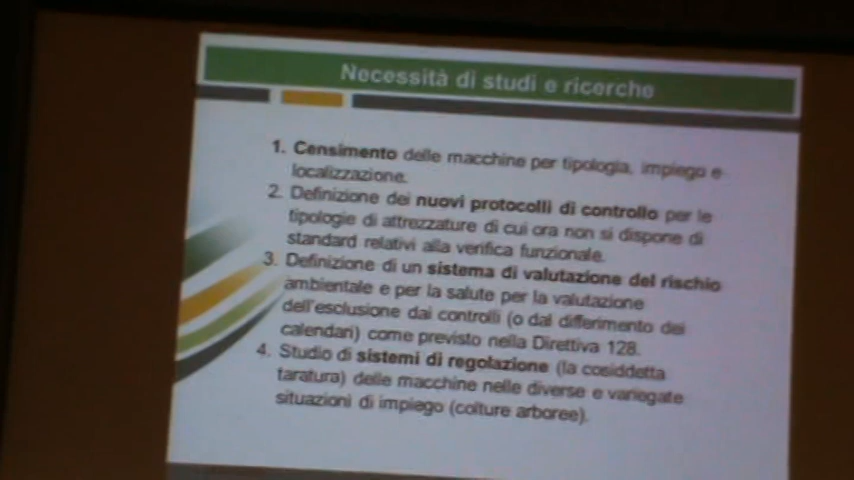 Necessità di studi e ricerche
1. Censimento delle macchine per tipologia, impiego e
localizzazione.
2. Definizione dei nuovi protocolli di controllo per le
tipologie di attrezzature di cui ora non si dispone di
standard relativi alla verifica funzionale.
3. Definizione di un sistema di valutazione del rischio
ambientale e per la salute per la valutazione
dell'esclusione dai controlli (o dal differimento dei
calendari) come previsto nella Direttiva 128.
4. Studio di sistemi di regolazione (la cosiddetta
taratura) delle macchine nelle diverse e variegate
situazioni di impiego (colture arboree).